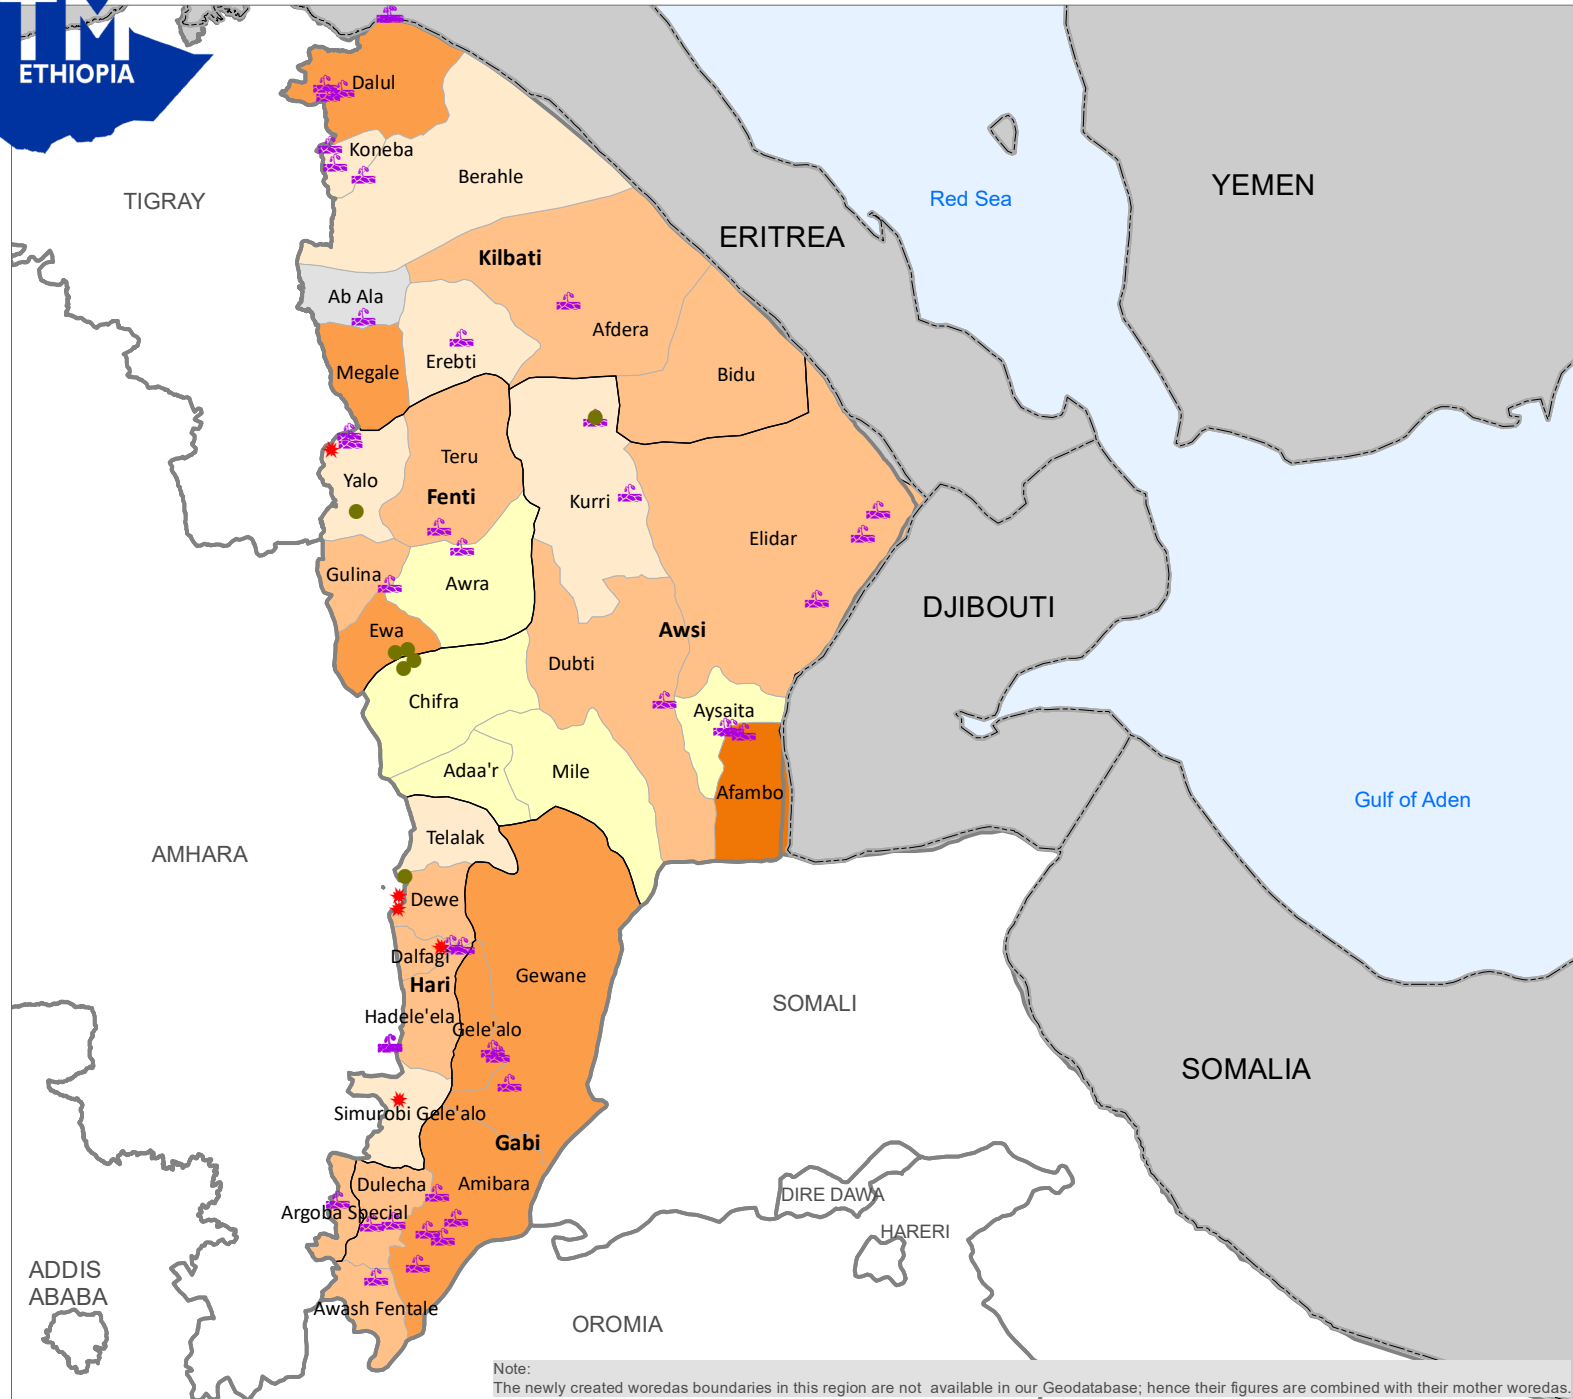 TM
ETHIOPIA
Dalul
Koneba
Berahle
TIGRAY
YEMEN
Red Sea
ERITREA
Kilbati
Ab Ala
Afdera
Erebti
Megale
Bidu
Teru
Yalo
Fenti
Kurri
Elidar
Gulina
Awra
DJIBOUTI
Ewa
Awsi
Dubti
Chifra
Aysaita
Adaa'r
Mile
Afambo
Gulf of Aden
Telalak
AMHARA
Dewe
Dalfagi
Gewane
Hari
SOMALI
Hadele'ela
Gele'alo
SOMALIA
Simurobi Gele'alo
Gabi
Dulecha
Amibara
DIRE DAWA
Argoba Special
HARERI
ADDIS
ABABA
Awash Fentale
OROMIA
Note:
The newly created woredas boundaries in this region are not available in our Geodatabase; hence their figures are combined with their mother woredas.